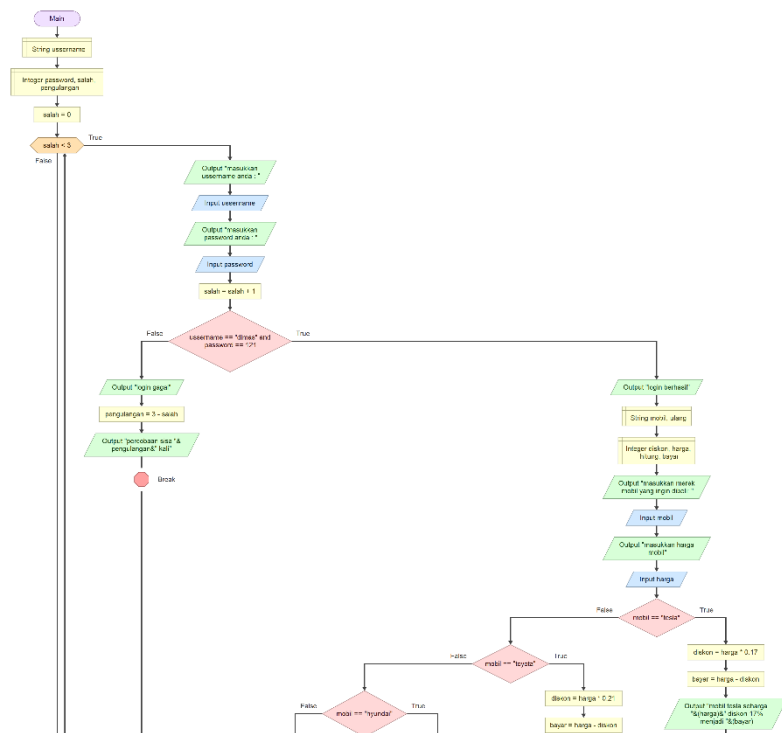 Main
String ussername
Integer password, salah,
pengulangan
salah = 0
salah < 3
True
False
Output "masukkan
ussername anda : "
Input ussername
Output "masukkan
password anda : "
Input password
salah = salah + 1
ussername == "dimas" and
password == 121
False
True
Output "login gagal"
pengulangan = 3 - salah
Output "percobaan sisa "&
pengulangan&" kali"
Break
Output "login berhasil"
String mobil, ulang
Integer diskon, harga,
hitung, bayar
Output "masukkan merek
mobil yang ingin dibeli: "
Input mobil
Output "masukkan harga
mobil"
Input harga
mobil == "tesla"
False
True
diskon = harga * 0.17
bayar = harga - diskon
Output "mobil tesla seharga
"&(harga)&" diskon 17%
menjadi "&(bayar)
mobil == "toyota"
False
True
diskon = harga * 0.21
bayar = harga - diskon
mobil == "hyundai"
False
True